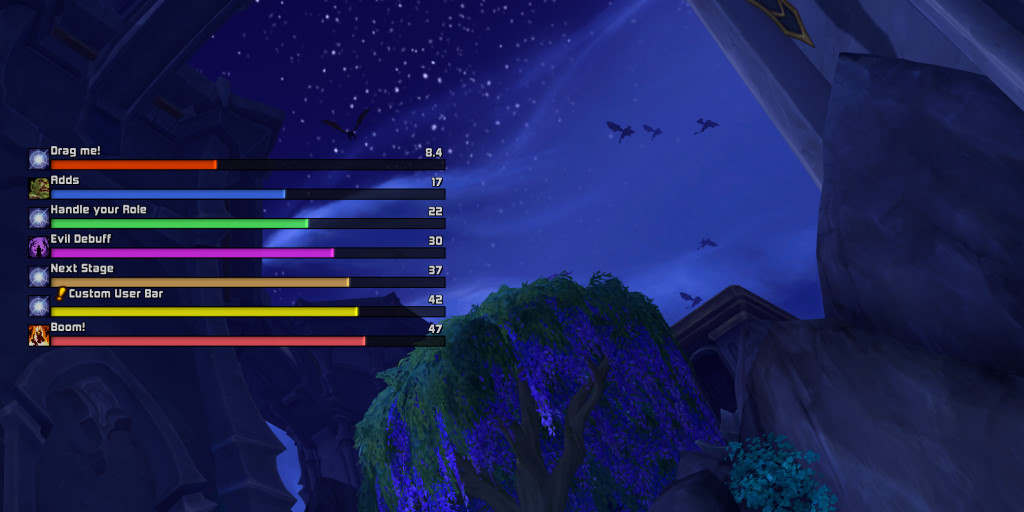 Drag me! 8.4
Adds 17
Handle your Role 22
Evil Debuff 30
Next Stage 37
Custom User Bar 42
Boom! 47